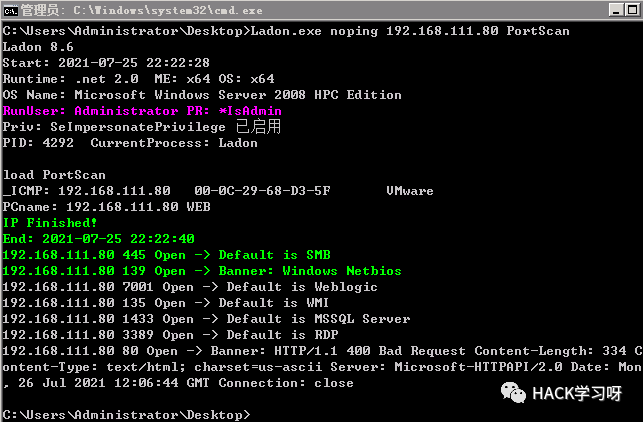 管理员: C:\Windows\system32\cmd.exe
C:\Users\Administrator\Desktop>Ladon.exe noping 192.168.111.80 PortScan
Ladon 8.6
Start: 2021-07-25 22:22:28
Runtime: .net 2.0  ME: x64 OS: x64
OS Name: Microsoft Windows Server 2008 HPC Edition
RunUser: Administrator PR: *IsAdmin
Priv: SeImpersonatePrivilege 已启用
PID: 4292  CurrentProcess: Ladon
load PortScan
_ICMP: 192.168.111.80   00-0C-29-68-D3-5F       VMware
PCname: 192.168.111.80 WEB
IP Finished!
End: 2021-07-25 22:22:40
192.168.111.80 445 Open -> Default is SMB
192.168.111.80 139 Open -> Banner: Windows Netbios
192.168.111.80 7001 Open -> Default is Weblogic
192.168.111.80 135 Open -> Default is WMI
192.168.111.80 1433 Open -> Default is MSSQL Server
192.168.111.80 3389 Open -> Default is RDP
192.168.111.80 80 Open -> Banner: HTTP/1.1 400 Bad Request Content-Length: 334 C
ontent-Type: text/html; charset=us-ascii Server: Microsoft-HTTPAPI/2.0 Date: Mon
, 26 Jul 2021 12:06:44 GMT Connection: close
HACK学习呀
C:\Users\Administrator\Desktop>